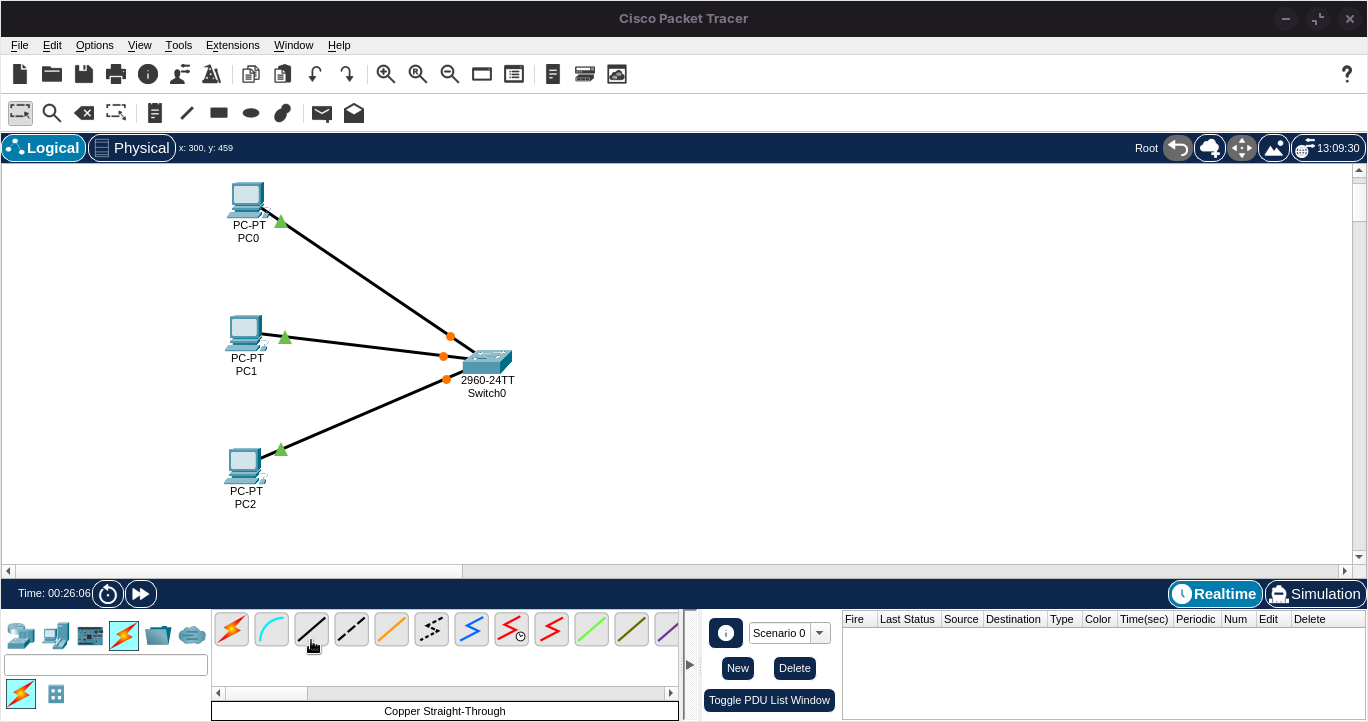 Cisco Packet Tracer
File Edit Options View Tools Extensions Window Help
?
Logical Physical x: 300, y: 459 Root 13:09:30
PC-PT
PC0
PC-PT
PC1
2960-24TT
Switch0
PC-PT
PC2
Time: 00:26:06 Realtime Simulation
Scenario 0
New Delete
Toggle PDU List Window
Fire Last Status Source Destination Type Color Time(sec) Periodic Num Edit Delete
Copper Straight-Through